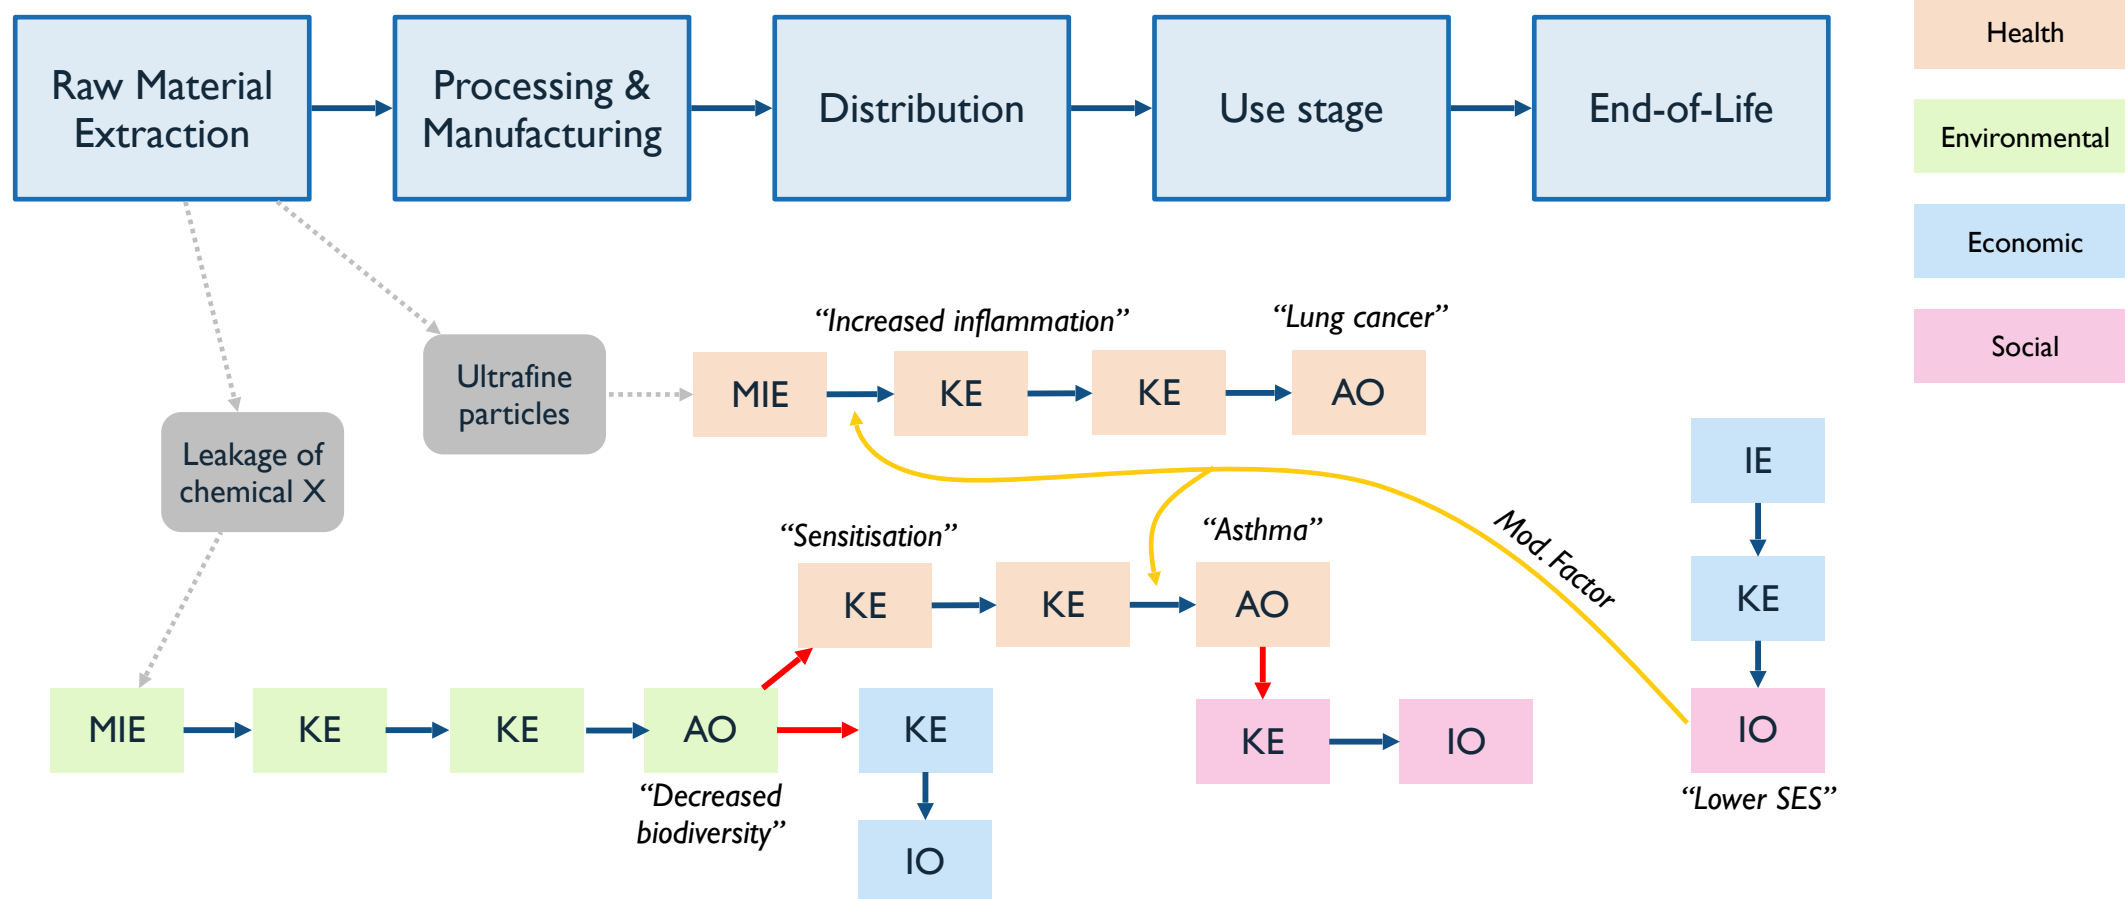 Raw Material
Extraction
Processing &
Manufacturing
Distribution
Use stage
End-of-Life
Health
Environmental
Economic
Social
“Increased inflammation”
“Lung cancer”
Ultrafine
particles
MIE
KE
KE
AO
Leakage of
chemical X
IE
“Sensitisation”
“Asthma”
Mod. Factor
KE
KE
AO
KE
MIE
KE
KE
AO
KE
KE
IO
IO
“Decreased
biodiversity”
“Lower SES”
IO